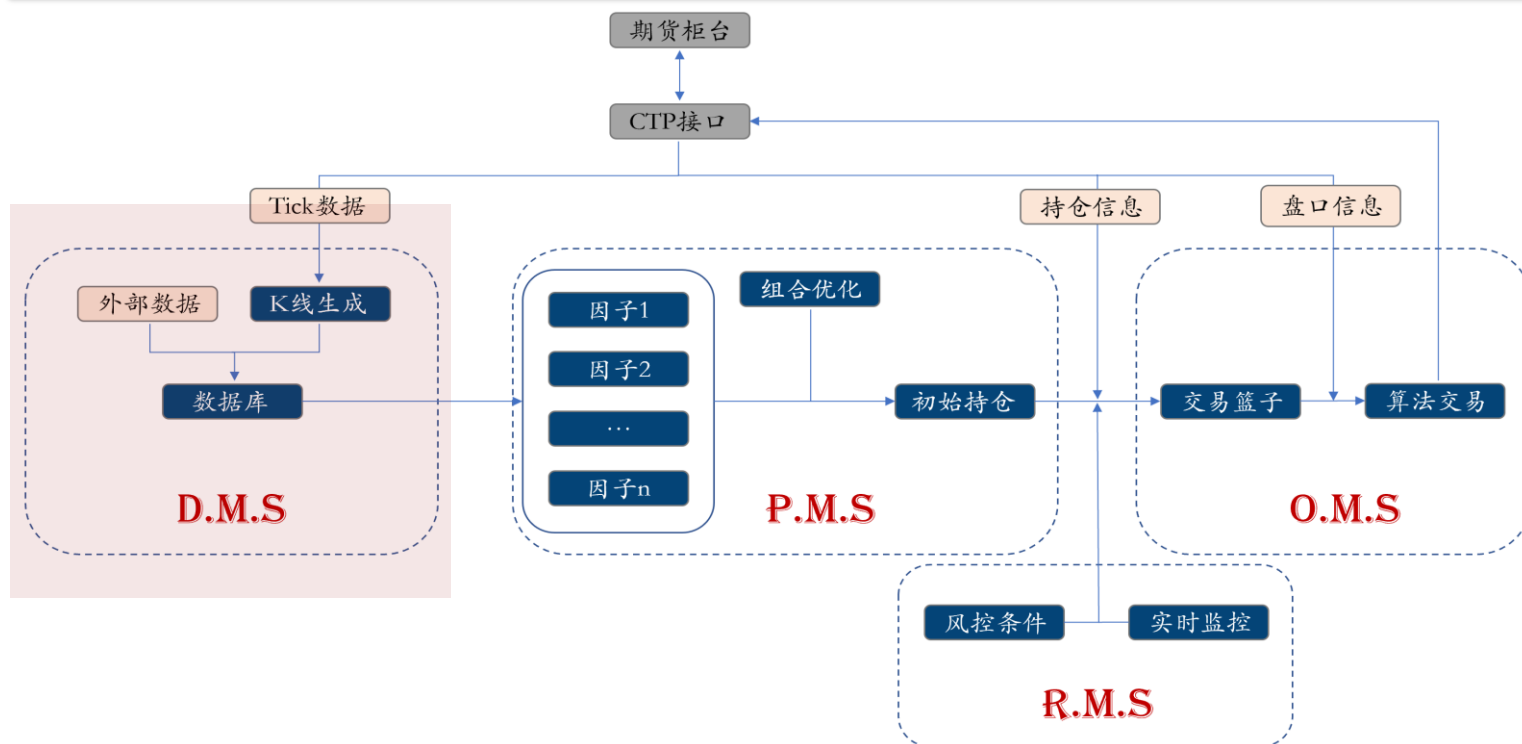 期货柜台
CTP接口
Tick数据
持仓信息
盘口信息
外部数据
K线生成
组合优化
因子1
因子2
数据库
初始持仓
交易篮子
算法交易
…
因子n
D.M.S
P.M.S
O.M.S
风控条件
实时监控
R.M.S